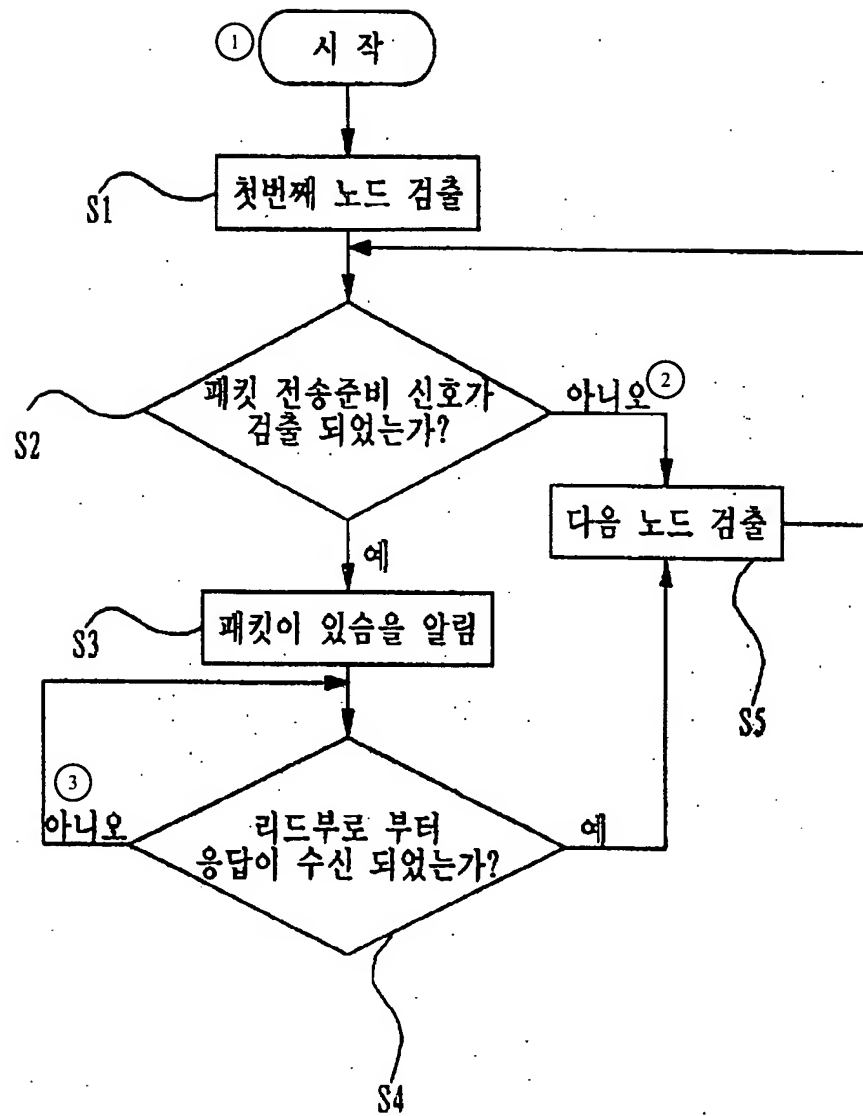 ① 시 작
S1
첫번째 노드 검출
S2
패킷 전송준비 신호가
검출 되었는가?
아니오 ②
다음 노드 검출
예
S3
패킷이 있슴을 알림
S5
③
아니오
리드부로 부터
응답이 수신 되었는가?
예
S4